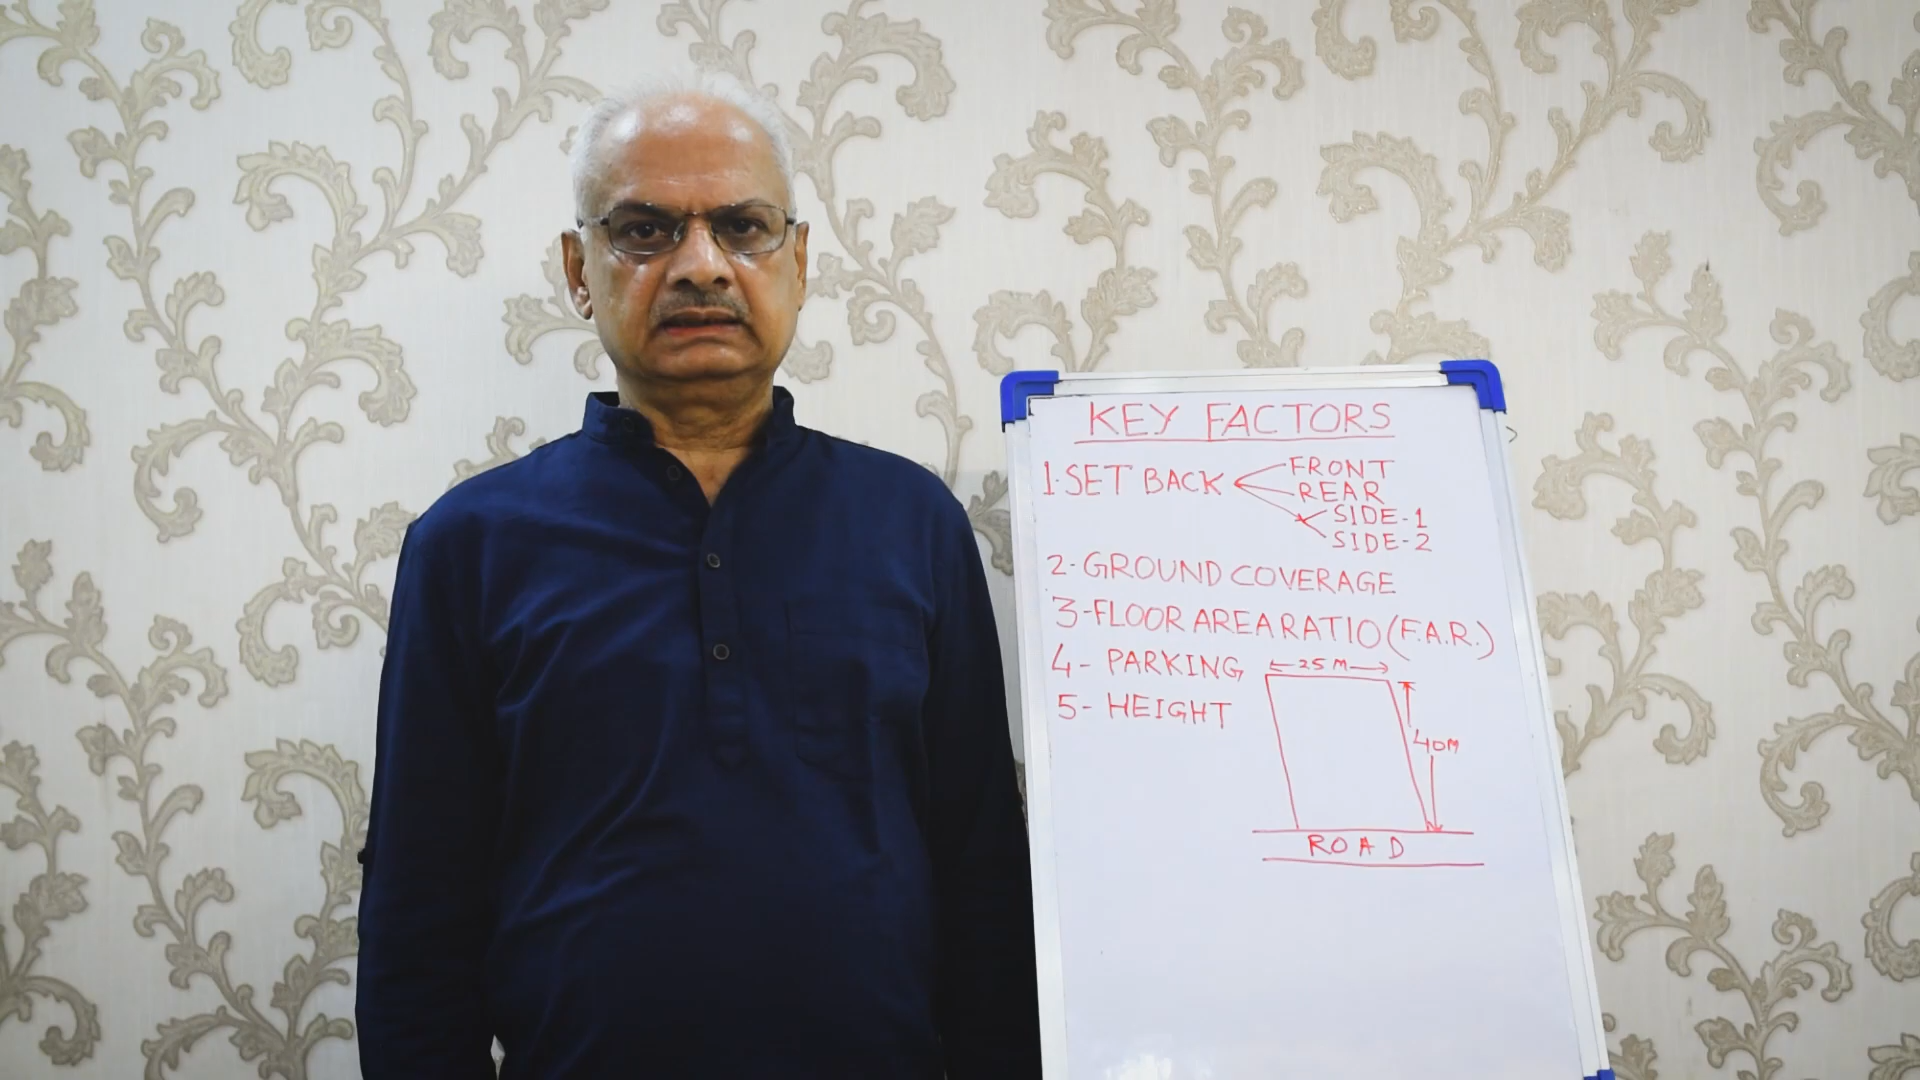 KEY FACTORS
1. SET BACK
FRONT
REAR
SIDE-1
SIDE-2
2- GROUND COVERAGE
3- FLOOR AREA RATIO (F.A.R.)
4- PARKING
25 M
5- HEIGHT
40M
ROAD